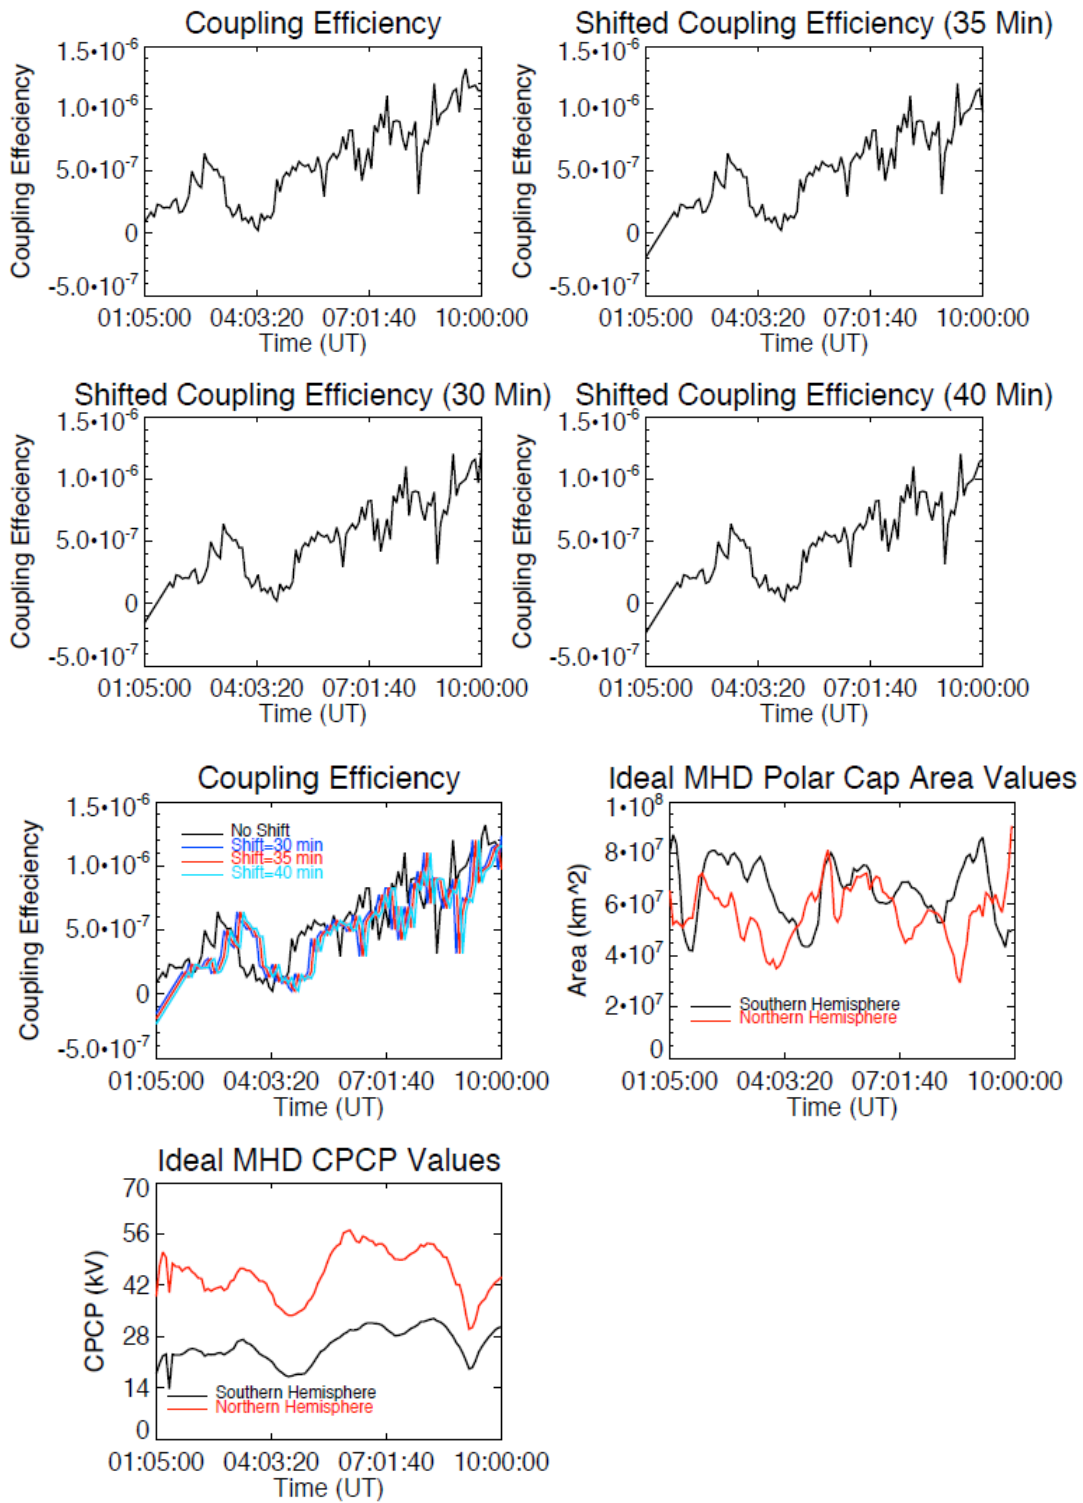 Coupling Efficiency
1.5•10⁻⁶
1.0•10⁻⁶
5.0•10⁻⁷
0
-5.0•10⁻⁷
Coupling Effeciency
01:05:00 04:03:20 07:01:40 10:00:00
Time (UT)
Shifted Coupling Efficiency (35 Min)
1.5•10⁻⁶
1.0•10⁻⁶
5.0•10⁻⁷
0
-5.0•10⁻⁷
Coupling Effeciency
01:05:00 04:03:20 07:01:40 10:00:00
Time (UT)
Shifted Coupling Efficiency (30 Min)
1.5•10⁻⁶
1.0•10⁻⁶
5.0•10⁻⁷
0
-5.0•10⁻⁷
Coupling Effeciency
01:05:00 04:03:20 07:01:40 10:00:00
Time (UT)
Shifted Coupling Efficiency (40 Min)
1.5•10⁻⁶
1.0•10⁻⁶
5.0•10⁻⁷
0
-5.0•10⁻⁷
Coupling Effeciency
01:05:00 04:03:20 07:01:40 10:00:00
Time (UT)
Coupling Efficiency
1.5•10⁻⁶
1.0•10⁻⁶
5.0•10⁻⁷
0
-5.0•10⁻⁷
Coupling Effeciency
No Shift
Shift=30 min
Shift=35 min
Shift=40 min
01:05:00 04:03:20 07:01:40 10:00:00
Time (UT)
Ideal MHD Polar Cap Area Values
1•10⁸
8•10⁷
6•10⁷
4•10⁷
2•10⁷
0
Area (km^2)
Southern Hemisphere
Northern Hemisphere
01:05:00 04:03:20 07:01:40 10:00:00
Time (UT)
Ideal MHD CPCP Values
70
56
42
28
14
0
CPCP (kV)
Southern Hemisphere
Northern Hemisphere
01:05:00 04:03:20 07:01:40 10:00:00
Time (UT)